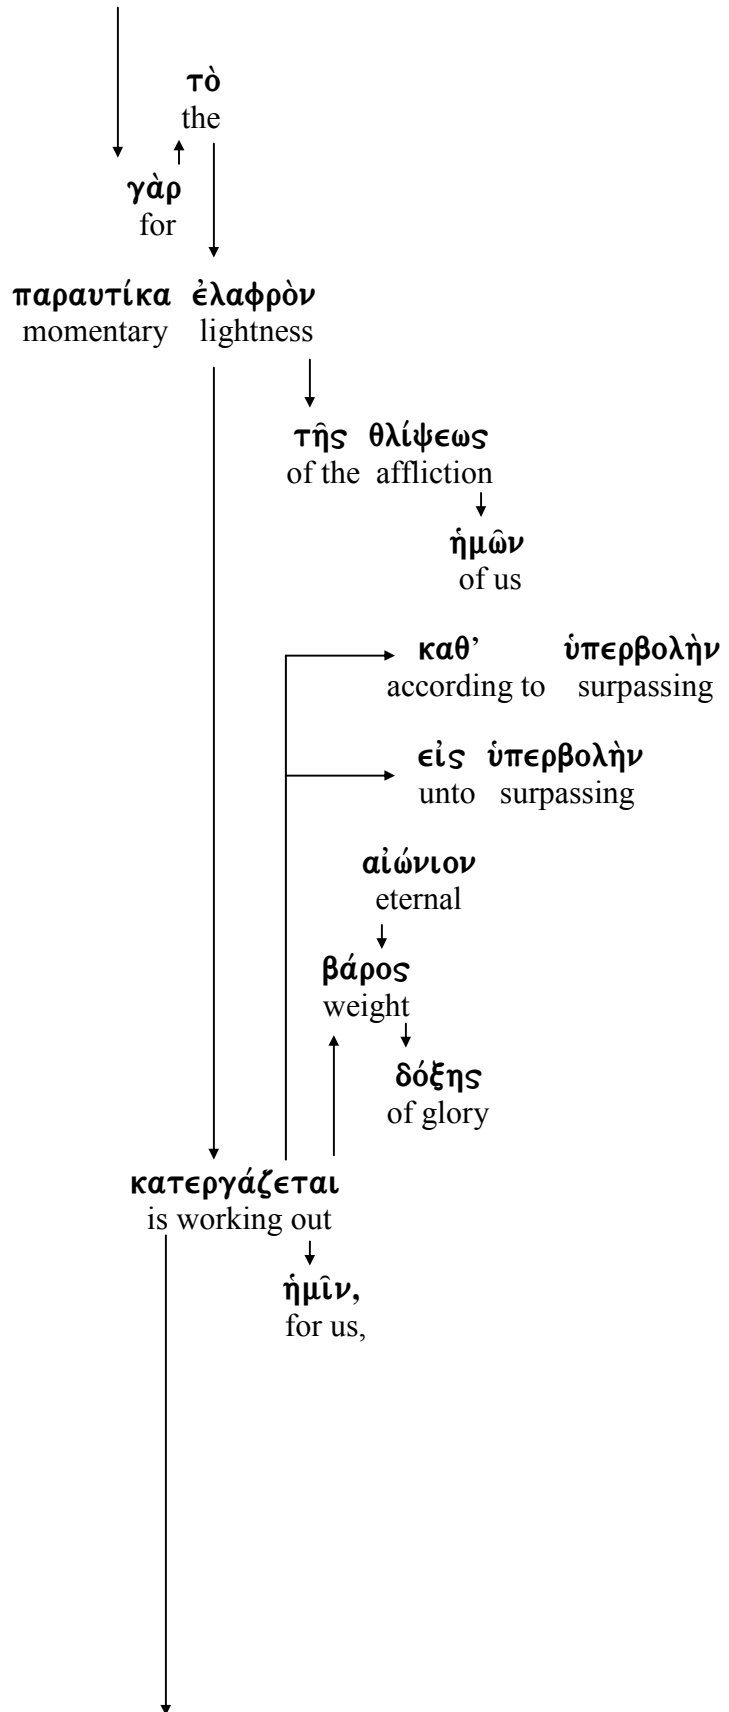 τὸ
the
γὰρ
for
παραυτίκα ἐλαφρὸν
momentary lightness
τῆς θλίψεως
of the affliction
ἡμῶν
of us
καθ’ ὑπερβολὴν
according to surpassing
εἰς ὑπερβολὴν
unto surpassing
αἰώνιον
eternal
βάρος
weight
δόξης
of glory
κατεργάζεται
is working out
ἡμῖν,
for us,